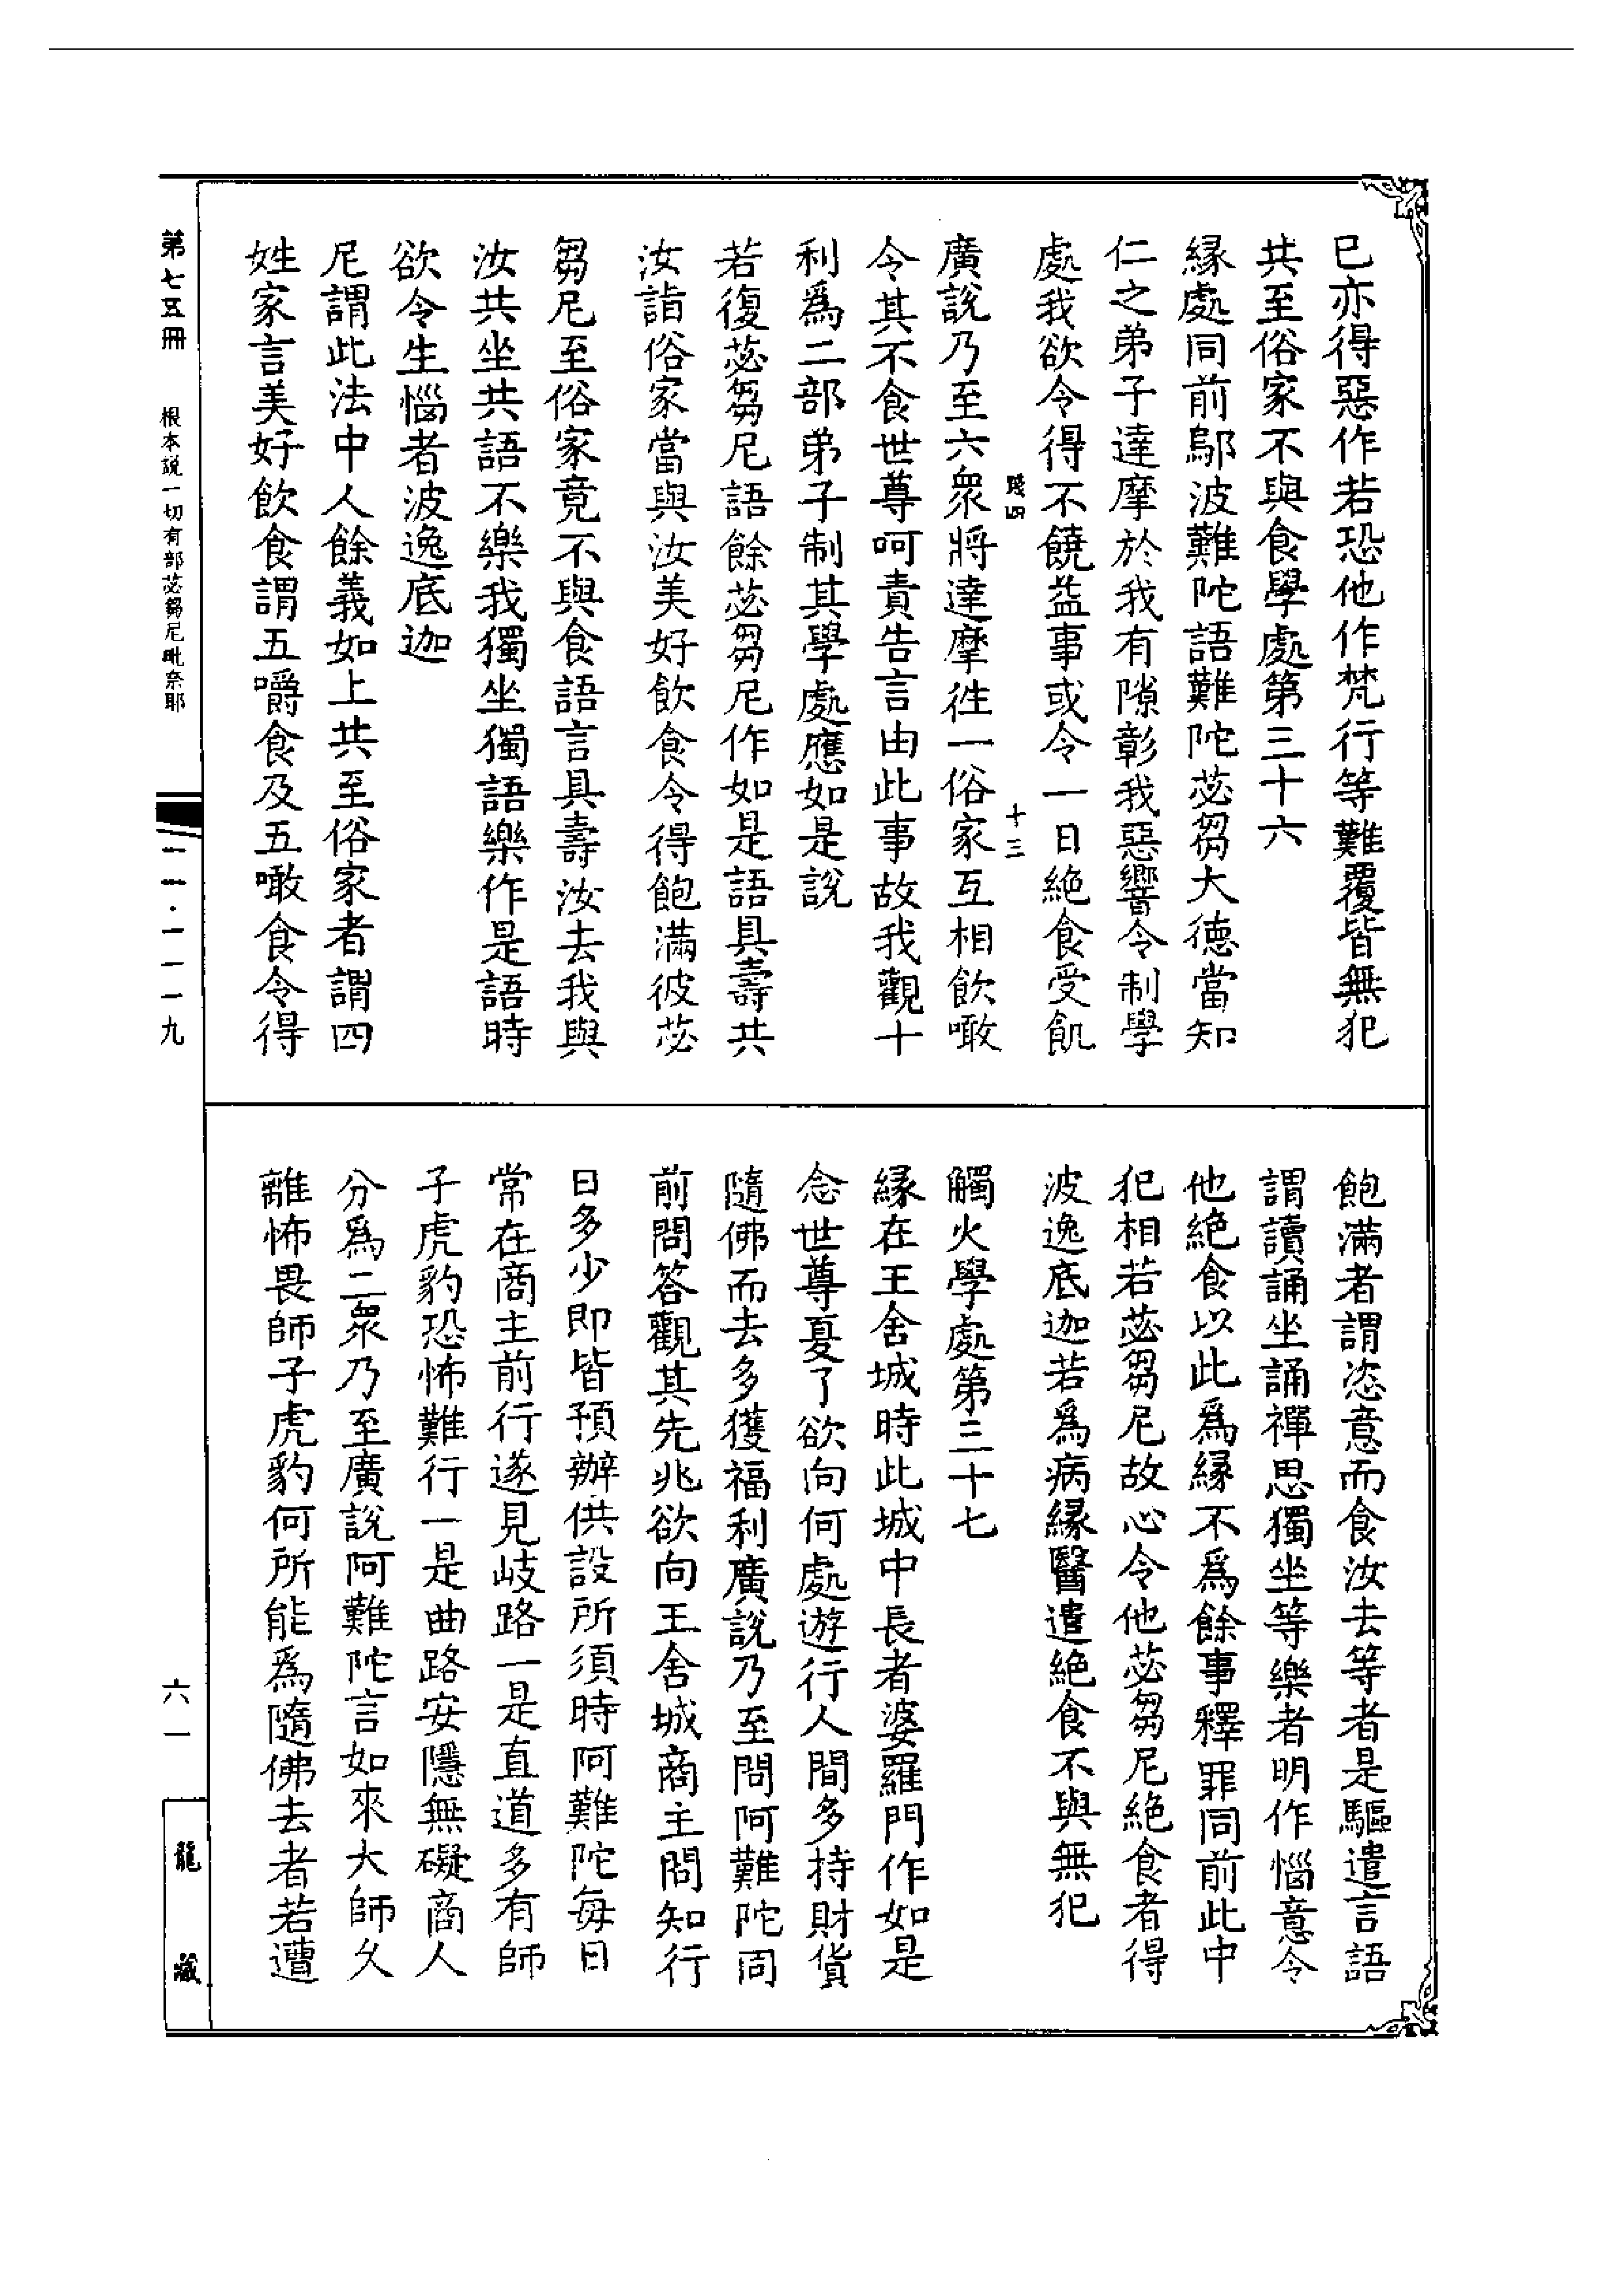 已亦得惡作若恐他作梵行等難覆皆無犯
共至俗家不與食學處第三十六
緣處同前鄔波難陀語難陀苾芻大德當知
仁之弟子達摩於我有隙彰我惡響令制學
處我欲令得不饒益事或令一日絶食受飢
踐四
十三
廣說乃至六衆將達摩往一俗家互相飲噉
令其不食世尊呵責告言由此事故我觀十
利爲二部弟子制其學處應如是說
若復苾芻尼語餘苾芻尼作如是語具壽共
汝詣俗家當與汝美好飲食令得飽滿彼苾
芻尼至俗家竟不與食語言具壽汝去我與
汝共坐共語不樂我獨坐獨語樂作是語時
欲令生惱者波逸底迦
尼謂此法中人餘義如上共至俗家者謂四
姓家言美好飲食謂五嚼食及五噉食令得
飽滿者謂恣意而食汝去等者是驅遣言語
謂讀誦坐誦禪思獨坐等樂者明作惱意令
他絶食以此爲緣不爲餘事釋罪同前此中
犯相若苾芻尼故心令他苾芻尼絶食者得
波逸底迦若爲病緣醫遣絶食不與無犯
觸火學處第三十七
緣在王舍城時此城中長者婆羅門作如是
念世尊夏了欲向何處遊行人間多持財貨
隨佛而去多獲福利廣說乃至問阿難陀同
前問答觀其先兆欲向王舍城商主問知行
日多少即皆預辦供設所須時阿難陀每日
常在商主前行遂見岐路一是直道多有師
子虎豹恐怖難行一是曲路安隱無礙商人
分爲二衆乃至廣說阿難陀言如來大師久
離怖畏師子虎豹何所能爲隨佛去者若遭
第七五冊
根本説一切有部苾芻尼毗奈耶
六一
龍藏